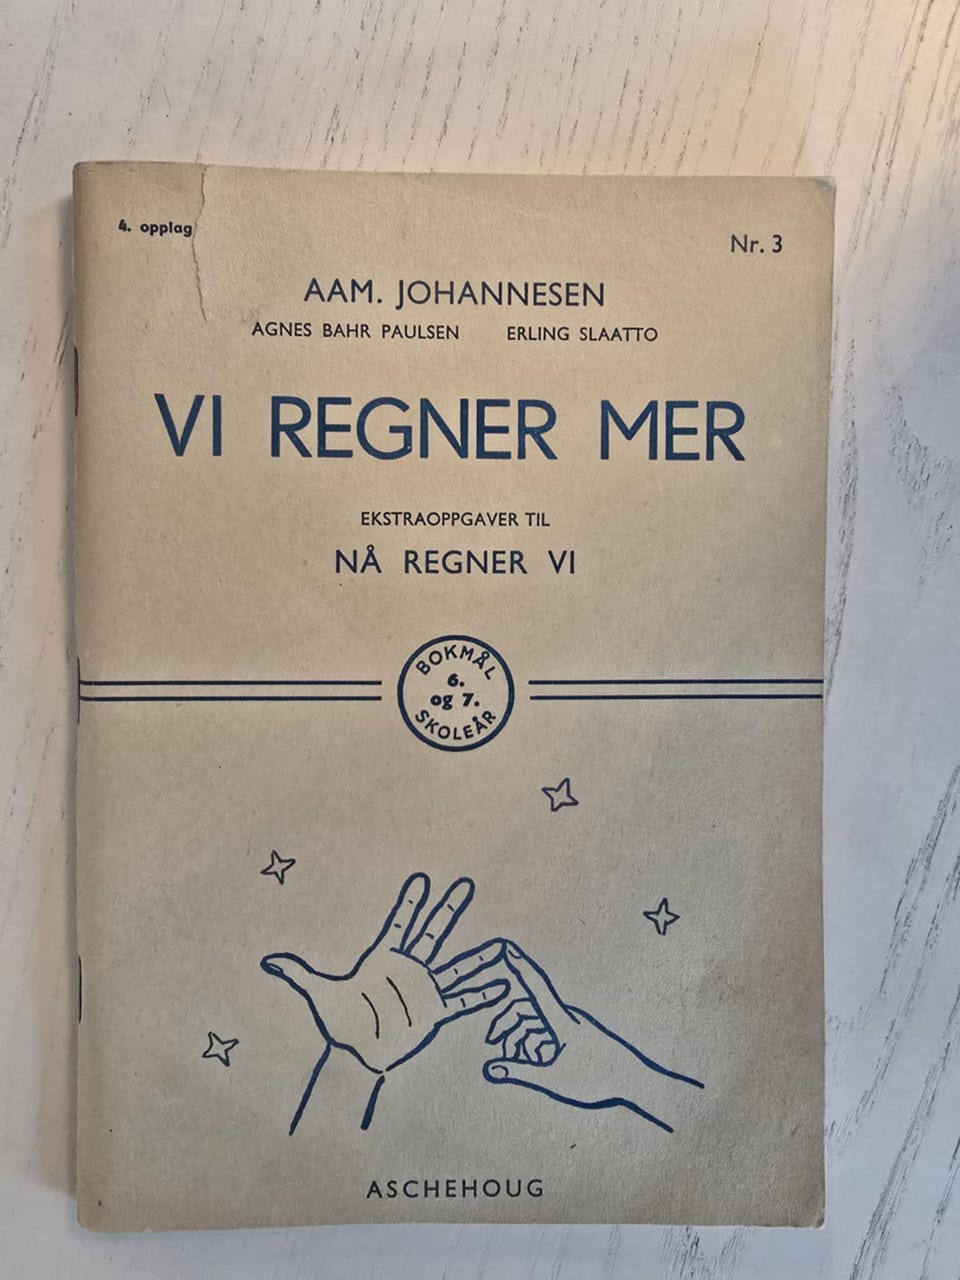 4. opplag
Nr. 3
AAM. JOHANNESEN
AGNES BAHR PAULSEN ERLING SLAATTO
VI REGNER MER
EKSTRAOPPGAVER TIL
NÅ REGNER VI
BOKMÅL
6.
og 7.
SKOLEÅR
ASCHEHOUG